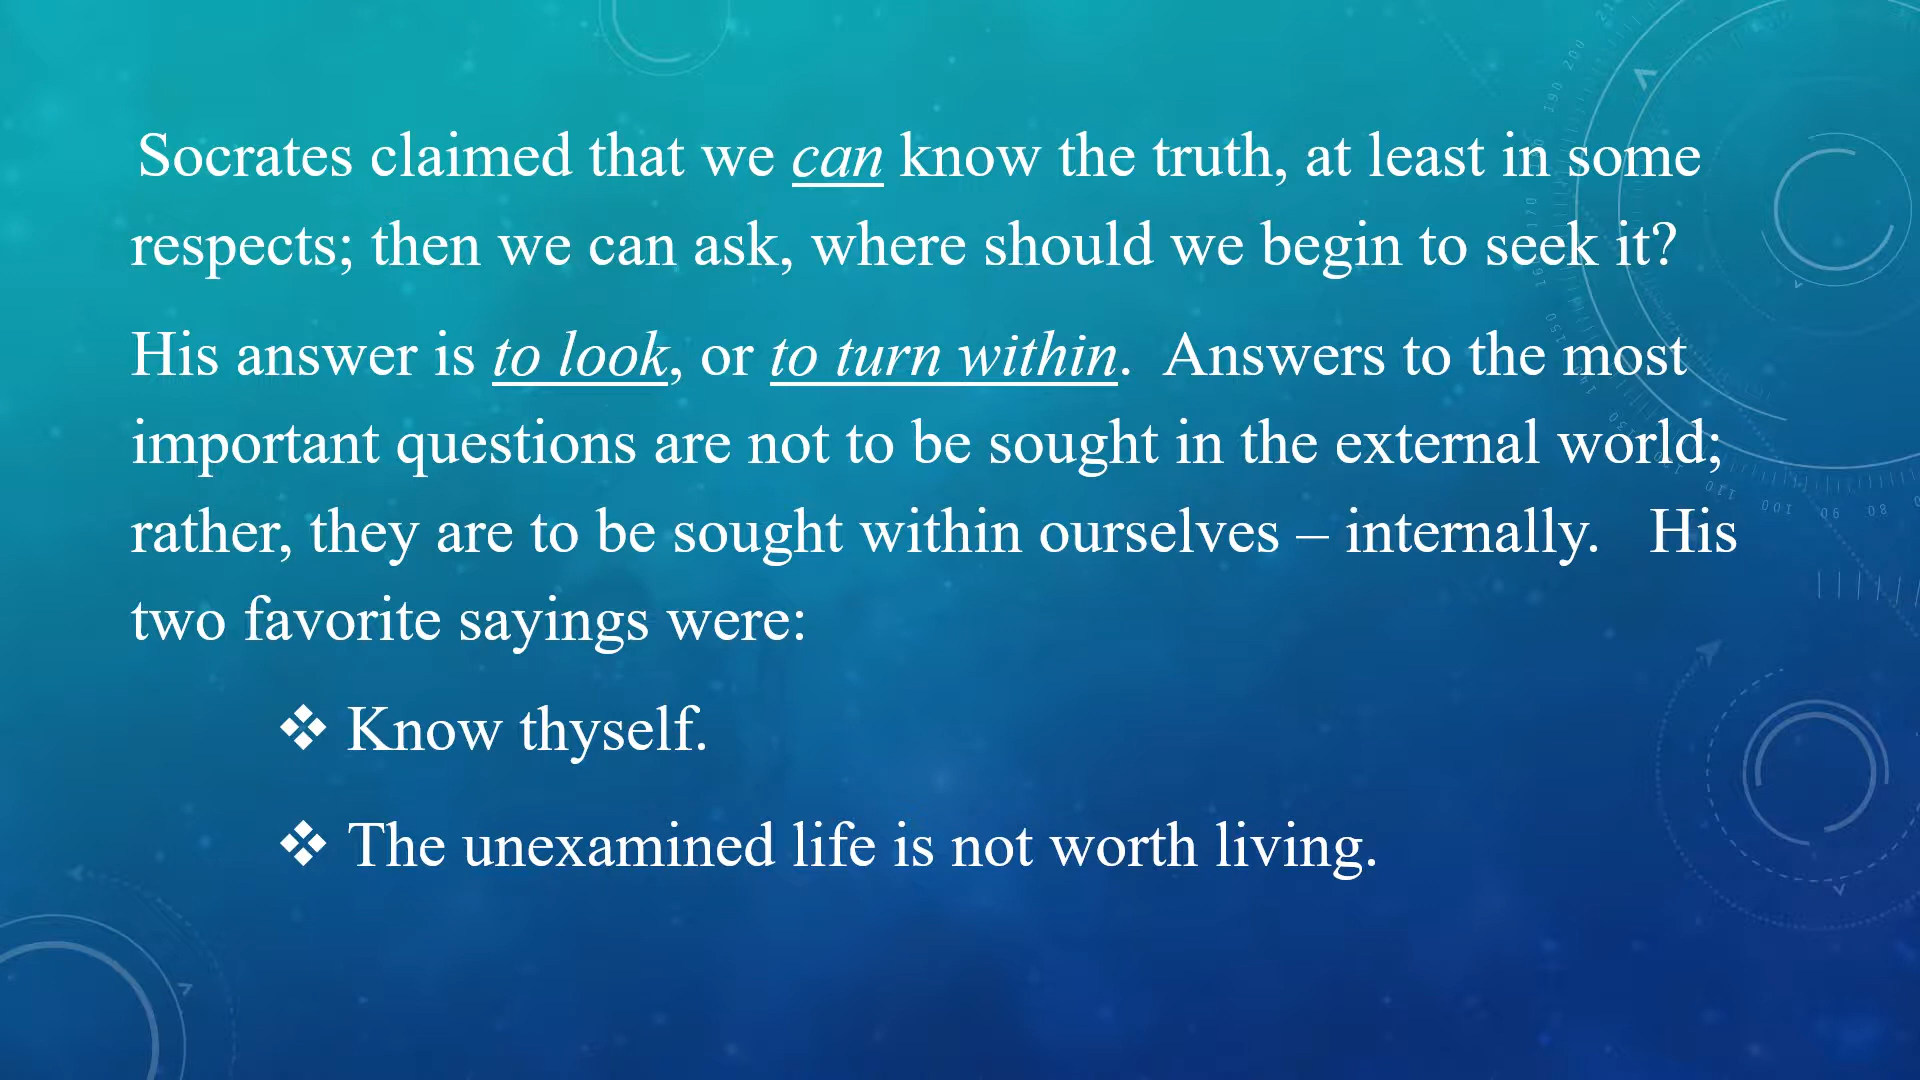 Socrates claimed that we can know the truth, at least in some
respects; then we can ask, where should we begin to seek it?
His answer is to look, or to turn within.  Answers to the most
important questions are not to be sought in the external world;
rather, they are to be sought within ourselves – internally.   His
two favorite sayings were:
❖ Know thyself.
❖ The unexamined life is not worth living.